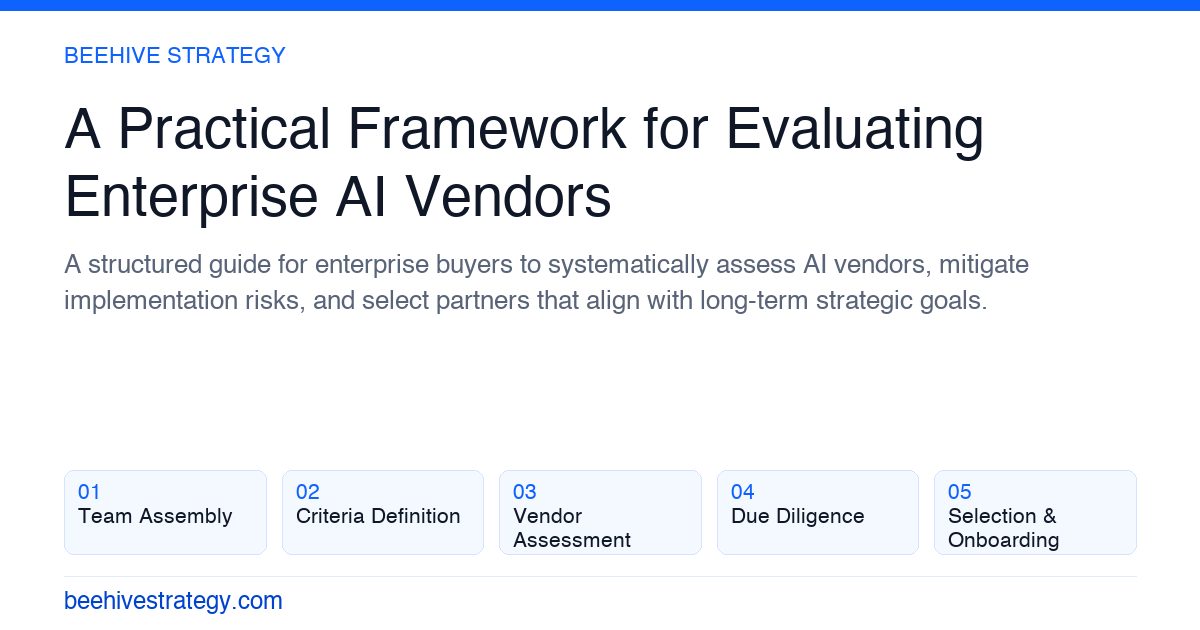 BEEHIVE STRATEGY
A Practical Framework for Evaluating
Enterprise AI Vendors
A structured guide for enterprise buyers to systematically assess AI vendors, mitigate
implementation risks, and select partners that align with long-term strategic goals.
01
Team Assembly
02
Criteria Definition
03
Vendor
Assessment
04
Due Diligence
05
Selection &
Onboarding
beehivestrategy.com